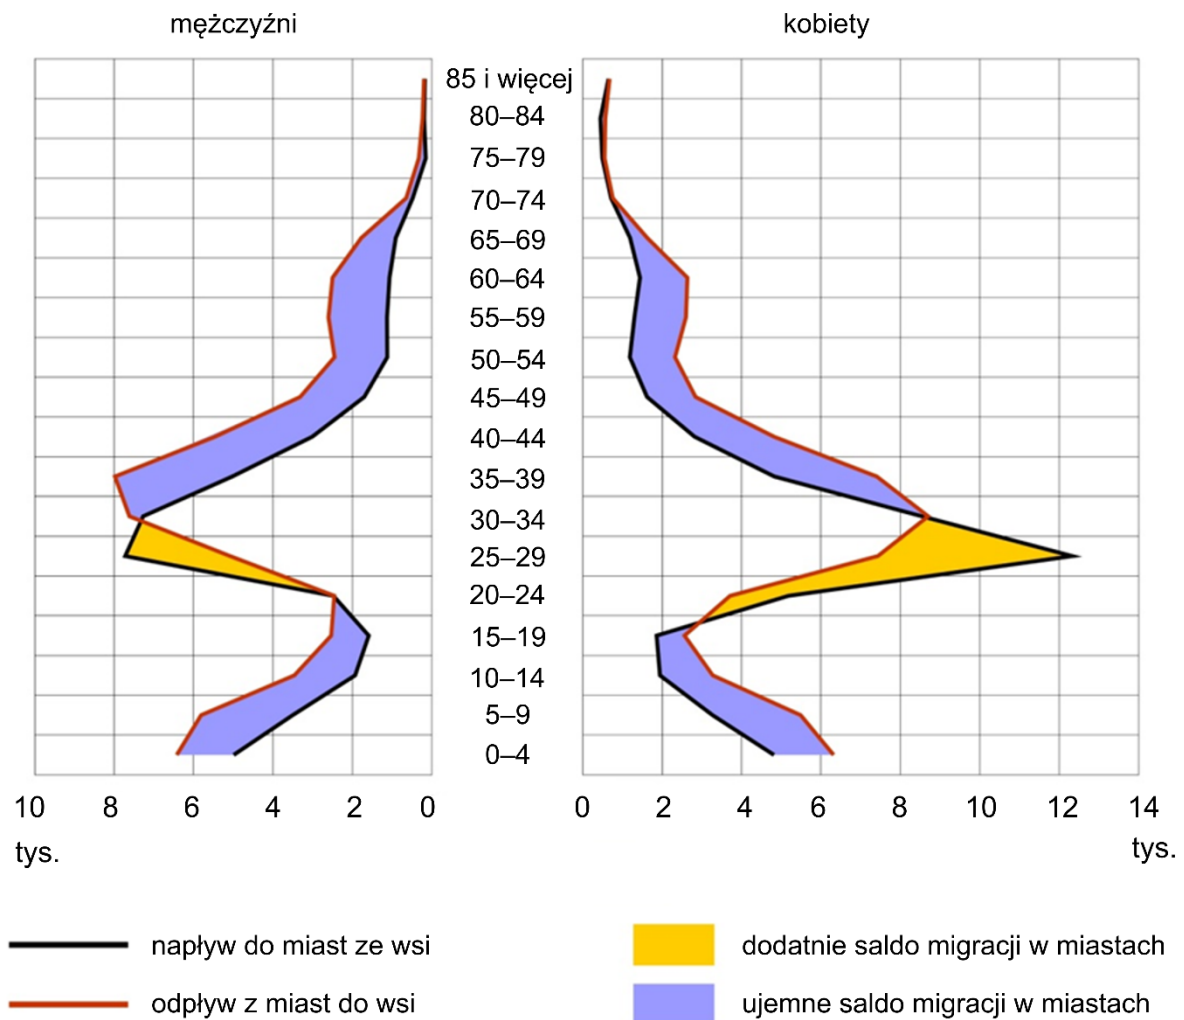 mężczyźni
kobiety
85 i więcej
80–84
75–79
70–74
65–69
60–64
55–59
50–54
45–49
40–44
35–39
30–34
25–29
20–24
15–19
10–14
5–9
0–4
10 8 6 4 2 0
0 2 4 6 8 10 12 14
tys.
tys.
napływ do miast ze wsi
dodatnie saldo migracji w miastach
odpływ z miast do wsi
ujemne saldo migracji w miastach